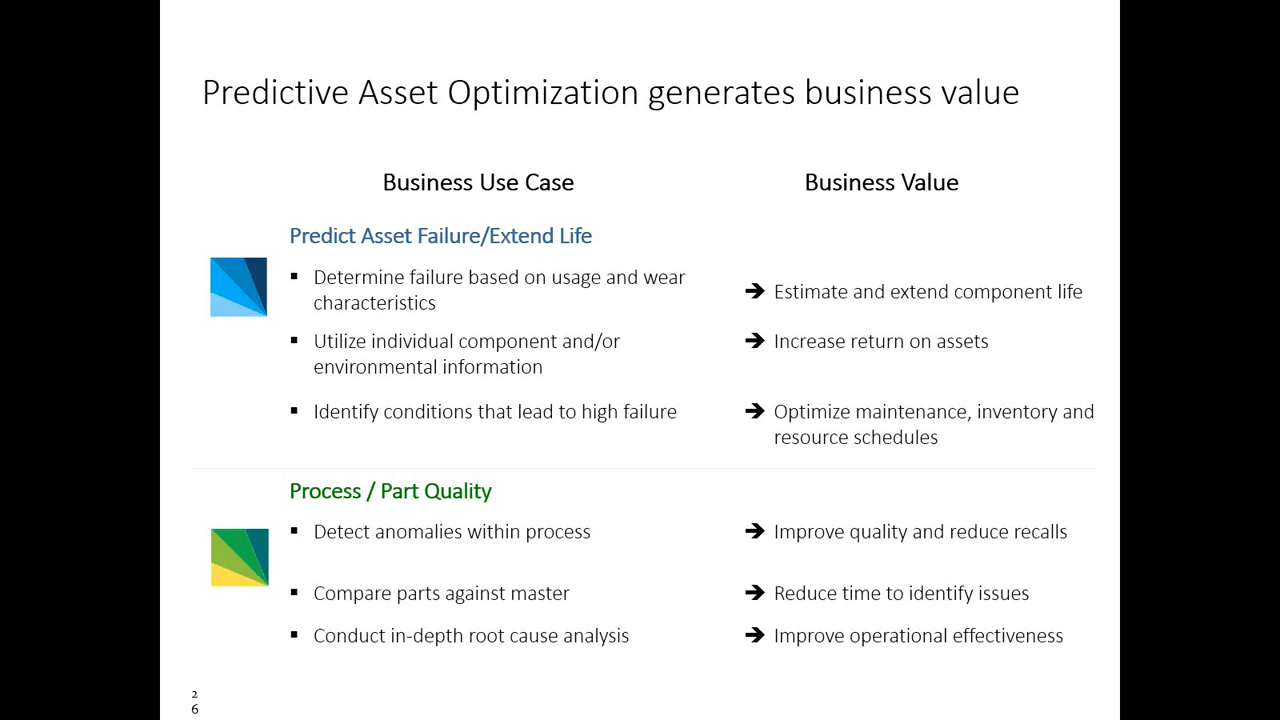 Predictive Asset Optimization generates business value
Business Use Case
Business Value
Predict Asset Failure/Extend Life
▪ Determine failure based on usage and wear
characteristics
➔ Estimate and extend component life
▪ Utilize individual component and/or
environmental information
➔ Increase return on assets
▪ Identify conditions that lead to high failure
➔ Optimize maintenance, inventory and
resource schedules
Process / Part Quality
▪ Detect anomalies within process
➔ Improve quality and reduce recalls
▪ Compare parts against master
➔ Reduce time to identify issues
▪ Conduct in-depth root cause analysis
➔ Improve operational effectiveness
2
6